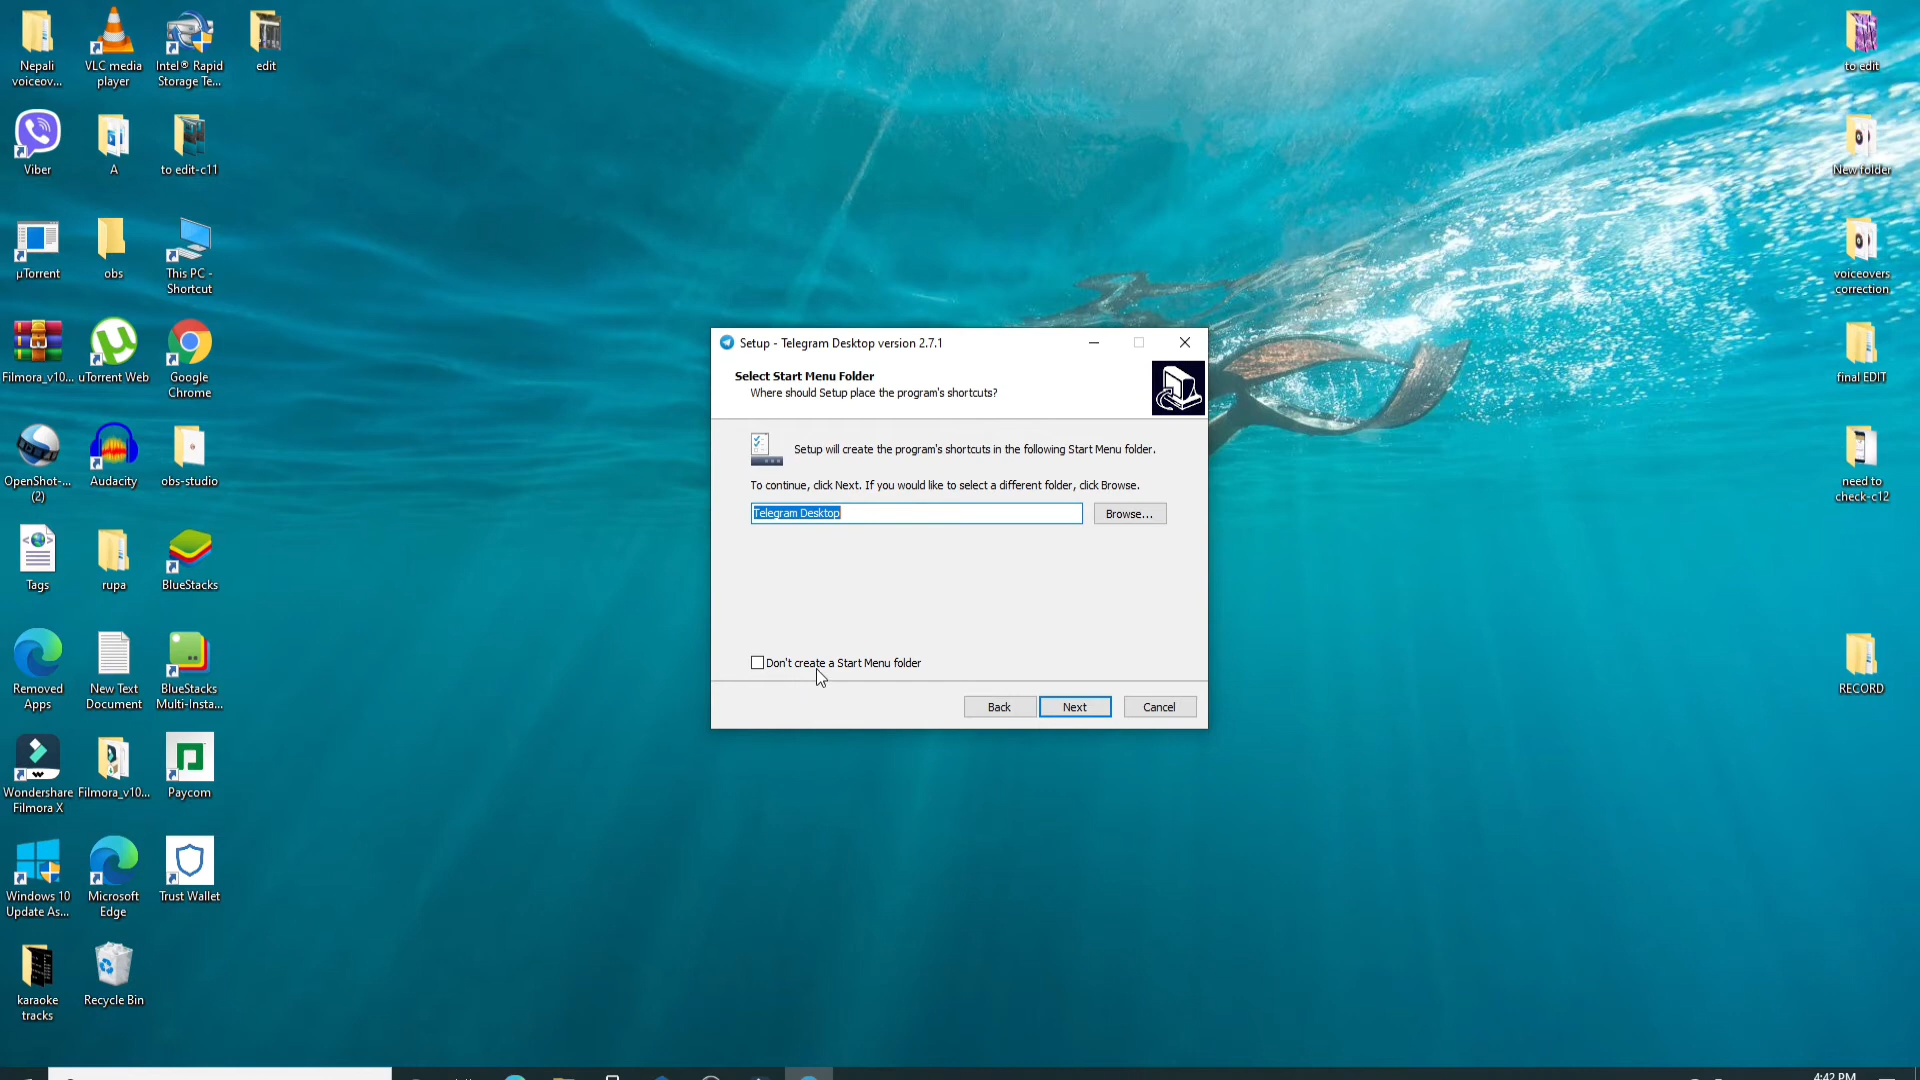 Nepali
voiceov...
VLC media
player
Intel® Rapid
Storage Te...
edit
Viber
A
to edit-c11
µTorrent
obs
This PC -
Shortcut
Filmora_v10...
uTorrent Web
Google
Chrome
OpenShot-...
(2)
Audacity
obs-studio
Tags
rupa
BlueStacks
Removed
Apps
New Text
Document
BlueStacks
Multi-Insta...
Wondershare
Filmora X
Filmora_v10...
Paycom
Windows 10
Update As...
Microsoft
Edge
Trust Wallet
karaoke
tracks
Recycle Bin
Setup - Telegram Desktop version 2.7.1
Select Start Menu Folder
Where should Setup place the program's shortcuts?
Setup will create the program's shortcuts in the following Start Menu folder.
To continue, click Next. If you would like to select a different folder, click Browse.
Telegram Desktop
Browse...
Don't create a Start Menu folder
Back
Next
Cancel
to edit
New folder
voiceovers
correction
final EDIT
need to
check-c12
RECORD
4:42 PM